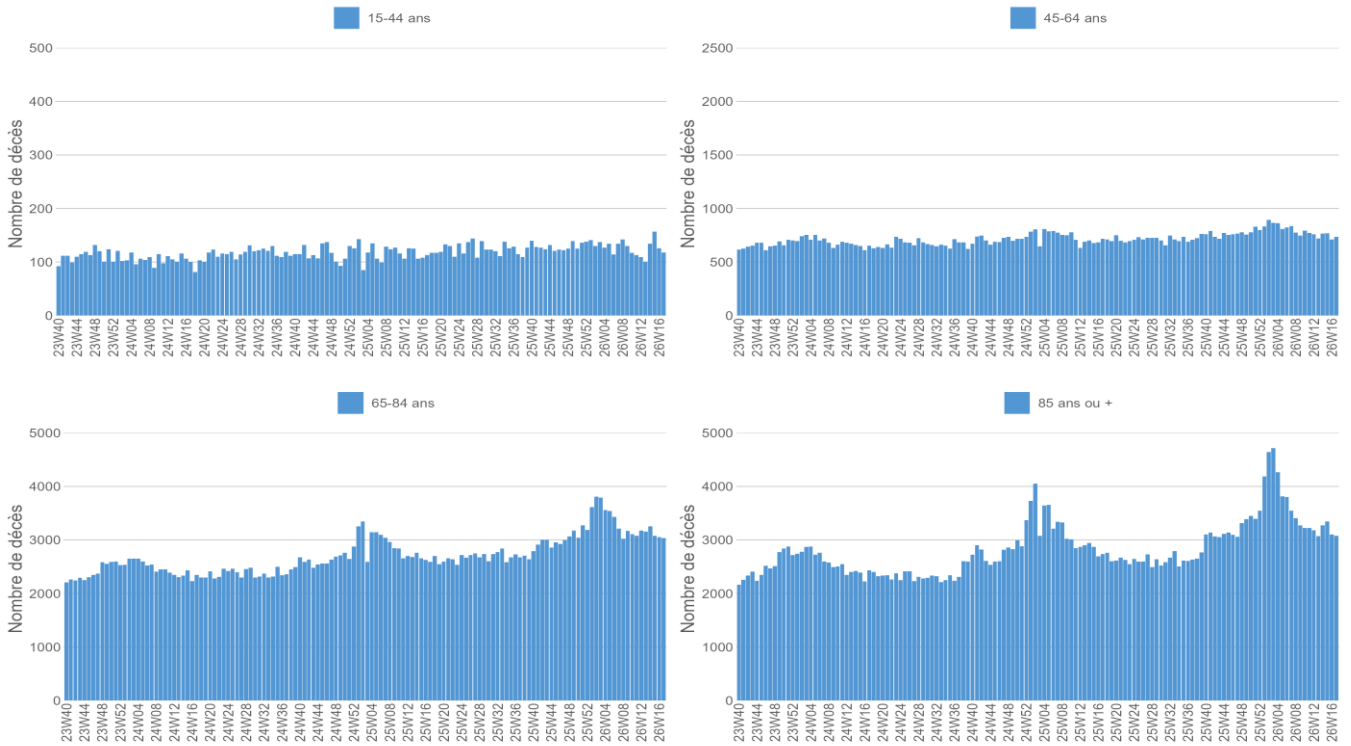 15-44 ans
Nombre de décès
500
400
300
200
100
0
23W40 23W44 23W48 23W52 24W04 24W08 24W12 24W16 24W20 24W24 24W28 24W32 24W36 24W40 24W44 24W48 24W52 25W04 25W08 25W12 25W16 25W20 25W24 25W28 25W32 25W36 25W40 25W44 25W48 25W52 26W04 26W08 26W12 26W16
45-64 ans
Nombre de décès
2500
2000
1500
1000
500
0
23W40 23W44 23W48 23W52 24W04 24W08 24W12 24W16 24W20 24W24 24W28 24W32 24W36 24W40 24W44 24W48 24W52 25W04 25W08 25W12 25W16 25W20 25W24 25W28 25W32 25W36 25W40 25W44 25W48 25W52 26W04 26W08 26W12 26W16
65-84 ans
Nombre de décès
5000
4000
3000
2000
1000
0
23W40 23W44 23W48 23W52 24W04 24W08 24W12 24W16 24W20 24W24 24W28 24W32 24W36 24W40 24W44 24W48 24W52 25W04 25W08 25W12 25W16 25W20 25W24 25W28 25W32 25W36 25W40 25W44 25W48 25W52 26W04 26W08 26W12 26W16
85 ans ou +
Nombre de décès
5000
4000
3000
2000
1000
0
23W40 23W44 23W48 23W52 24W04 24W08 24W12 24W16 24W20 24W24 24W28 24W32 24W36 24W40 24W44 24W48 24W52 25W04 25W08 25W12 25W16 25W20 25W24 25W28 25W32 25W36 25W40 25W44 25W48 25W52 26W04 26W08 26W12 26W16